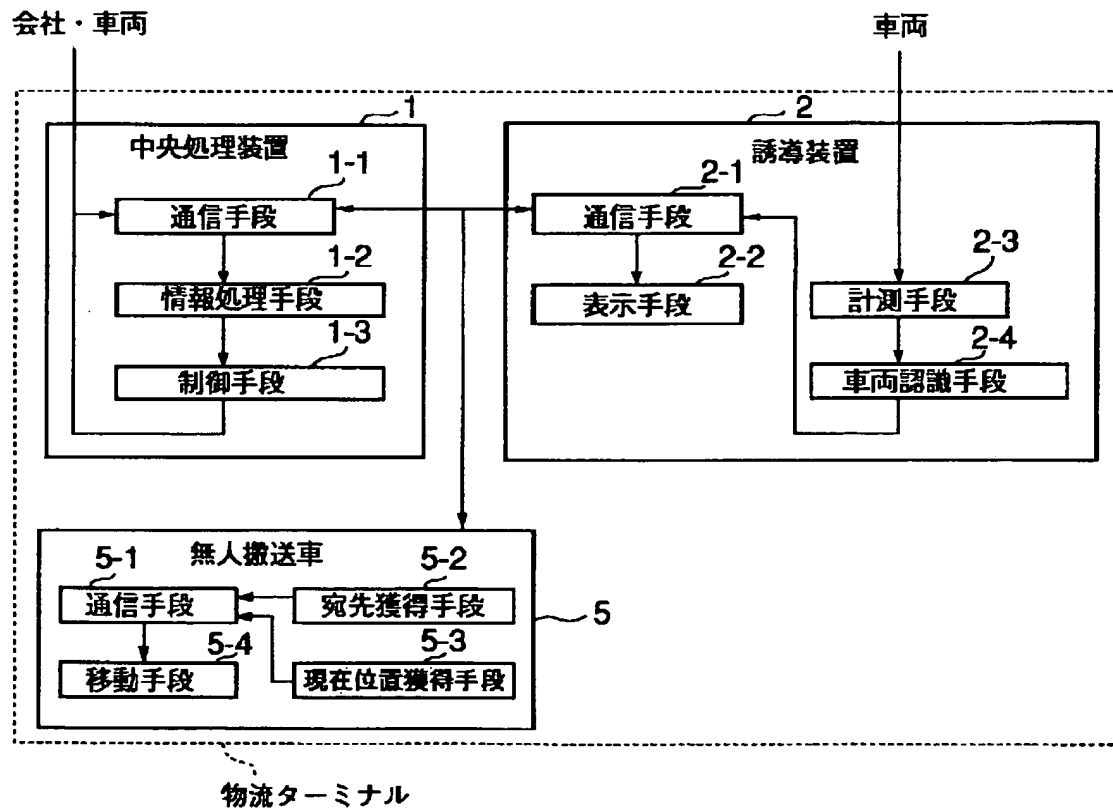 会社・車両
車両
1
中央処理装置
1-1
通信手段
1-2
情報処理手段
1-3
制御手段
2
誘導装置
2-1
通信手段
2-2
表示手段
2-3
計測手段
2-4
車両認識手段
無人搬送車
5-1
通信手段
5-2
宛先獲得手段
5
5-4
移動手段
5-3
現在位置獲得手段
物流ターミナル